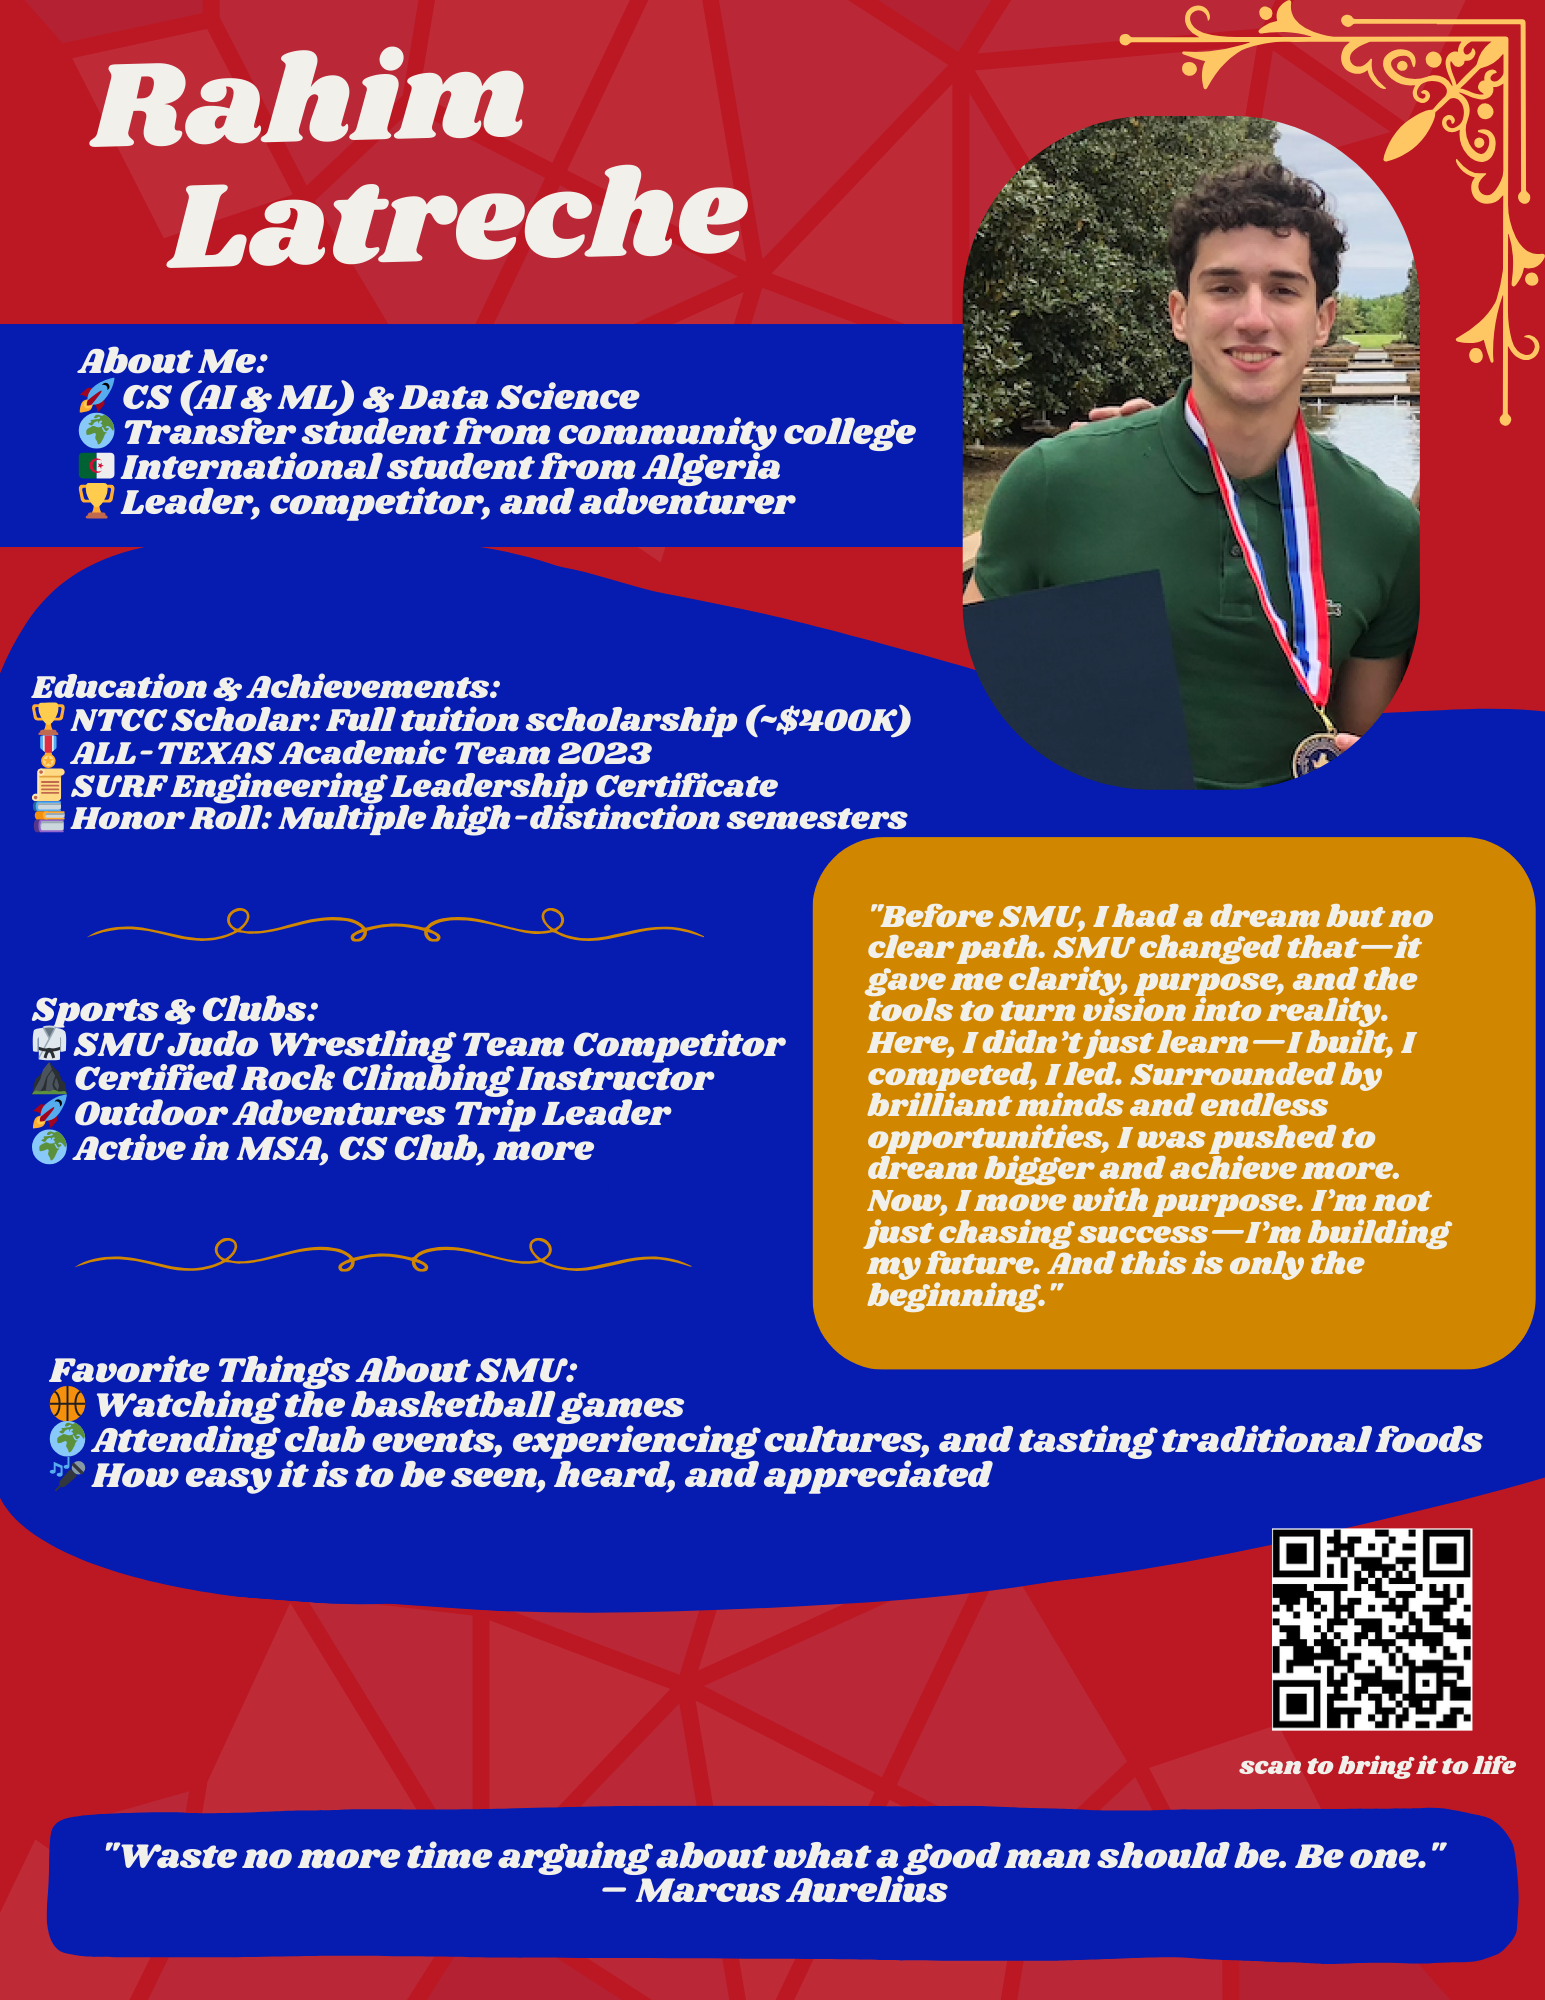 Rahim
Latreche
About Me:
🚀 CS (AI & ML) & Data Science
🌍 Transfer student from community college
🇩🇿 International student from Algeria
🏆 Leader, competitor, and adventurer
Education & Achievements:
🏆 NTCC Scholar: Full tuition scholarship (~$400K)
🎖 ALL-TEXAS Academic Team 2023
📜 SURF Engineering Leadership Certificate
📚 Honor Roll: Multiple high-distinction semesters
Sports & Clubs:
🥋 SMU Judo Wrestling Team Competitor
⛰ Certified Rock Climbing Instructor
🚀 Outdoor Adventures Trip Leader
🌍 Active in MSA, CS Club, more
"Before SMU, I had a dream but no
clear path. SMU changed that—it
gave me clarity, purpose, and the
tools to turn vision into reality.
Here, I didn’t just learn—I built, I
competed, I led. Surrounded by
brilliant minds and endless
opportunities, I was pushed to
dream bigger and achieve more.
Now, I move with purpose. I’m not
just chasing success—I’m building
my future. And this is only the
beginning."
Favorite Things About SMU:
🏀 Watching the basketball games
🌍 Attending club events, experiencing cultures, and tasting traditional foods
🎤 How easy it is to be seen, heard, and appreciated
scan to bring it to life
"Waste no more time arguing about what a good man should be. Be one."
– Marcus Aurelius